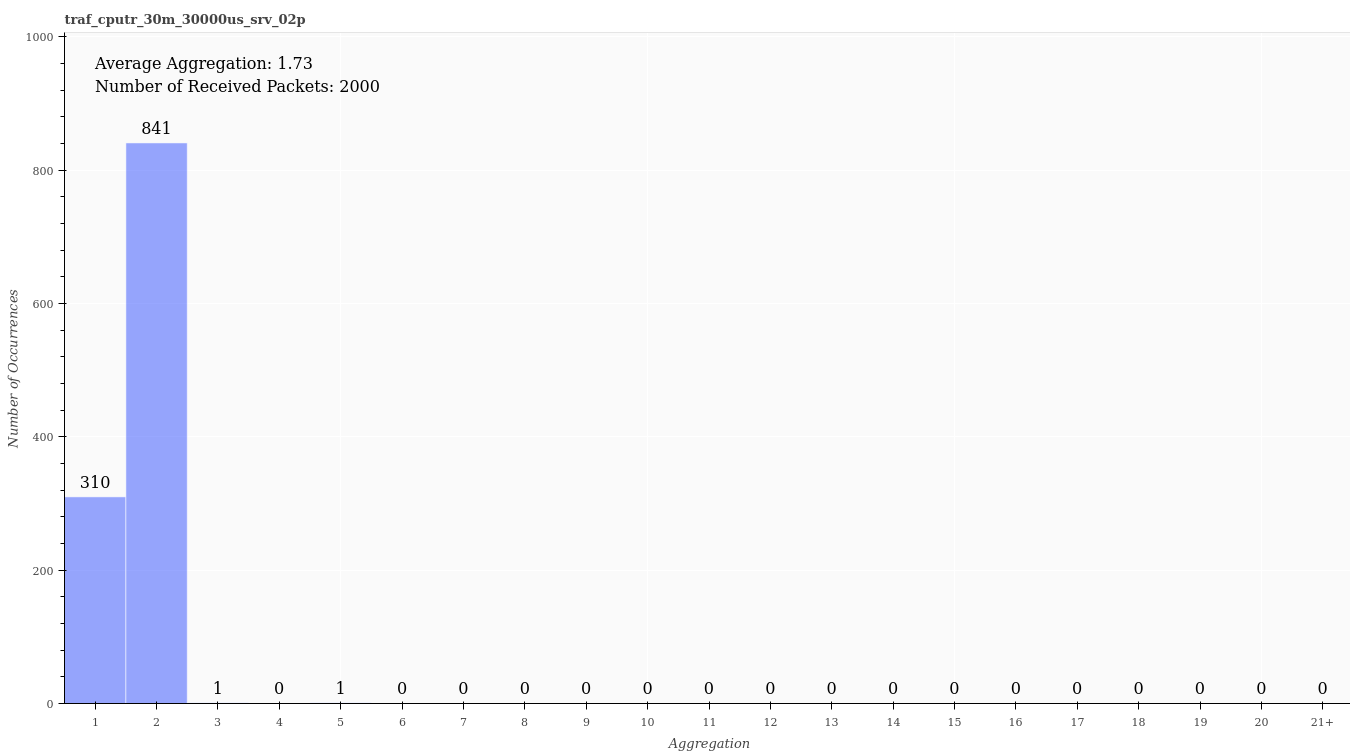 traf_cputr_30m_30000us_srv_02p
1000
Average Aggregation: 1.73
Number of Received Packets: 2000
841
800
600
Number of Occurrences
400
310
200
1 0 1 0 0 0 0 0 0 0 0 0 0 0 0 0 0 0 0
0
1 2 3 4 5 6 7 8 9 10 11 12 13 14 15 16 17 18 19 20 21+
Aggregation